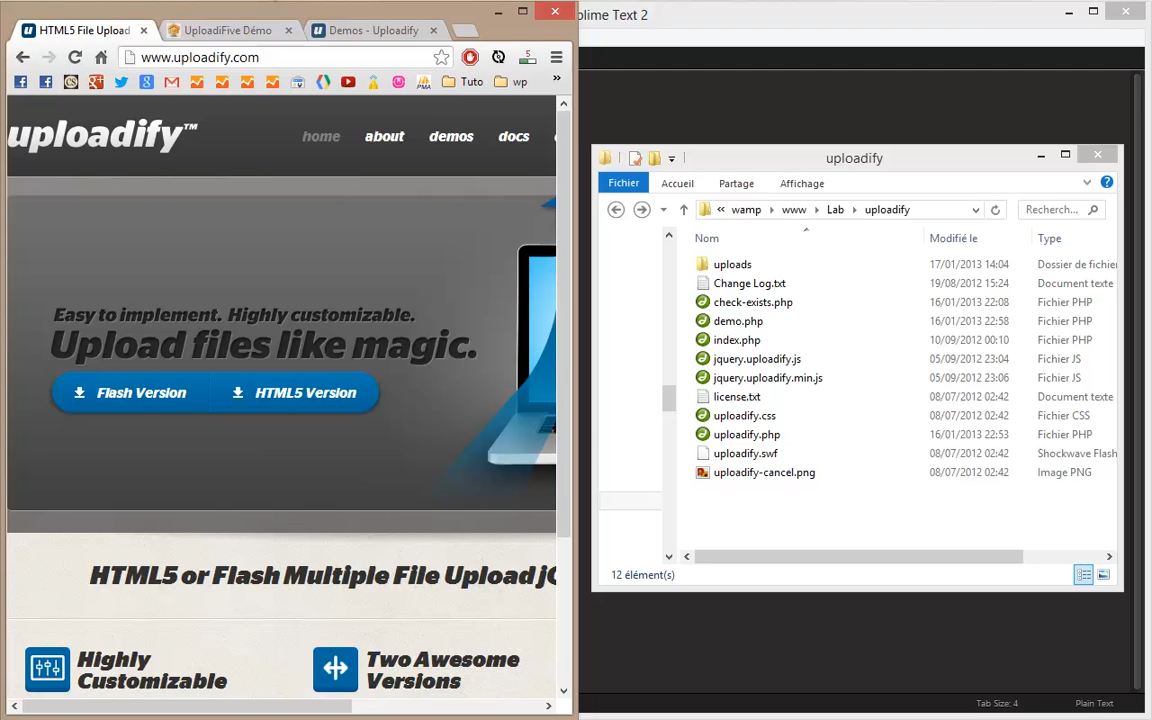 HTML5 File Upload
UploadiFive Démo
Demos - Uploadify
www.uploadify.com
5
PMA
Tuto
wp
»
uploadify™
home
about
demos
docs
Easy to implement. Highly customizable.
Upload files like magic.
Flash Version
HTML5 Version
HTML5 or Flash Multiple File Upload
Highly
Customizable
Two Awesome
Versions
lime Text 2
uploadify
Fichier
Accueil
Partage
Affichage
« wamp www Lab uploadify
Recherc...
Nom
Modifié le
Type
uploads 17/01/2013 14:04 Dossier de fichier
Change Log.txt 19/08/2012 15:24 Document texte
check-exists.php 16/01/2013 22:08 Fichier PHP
demo.php 16/01/2013 22:58 Fichier PHP
index.php 10/09/2012 00:10 Fichier PHP
jquery.uploadify.js 05/09/2012 23:04 Fichier JS
jquery.uploadify.min.js 05/09/2012 23:06 Fichier JS
license.txt 08/07/2012 02:42 Document texte
uploadify.css 08/07/2012 02:42 Fichier CSS
uploadify.php 16/01/2013 22:53 Fichier PHP
uploadify.swf 08/07/2012 02:42 Shockwave Flash
uploadify-cancel.png 08/07/2012 02:42 Image PNG
12 élément(s)
Tab Size: 4
Plain Text